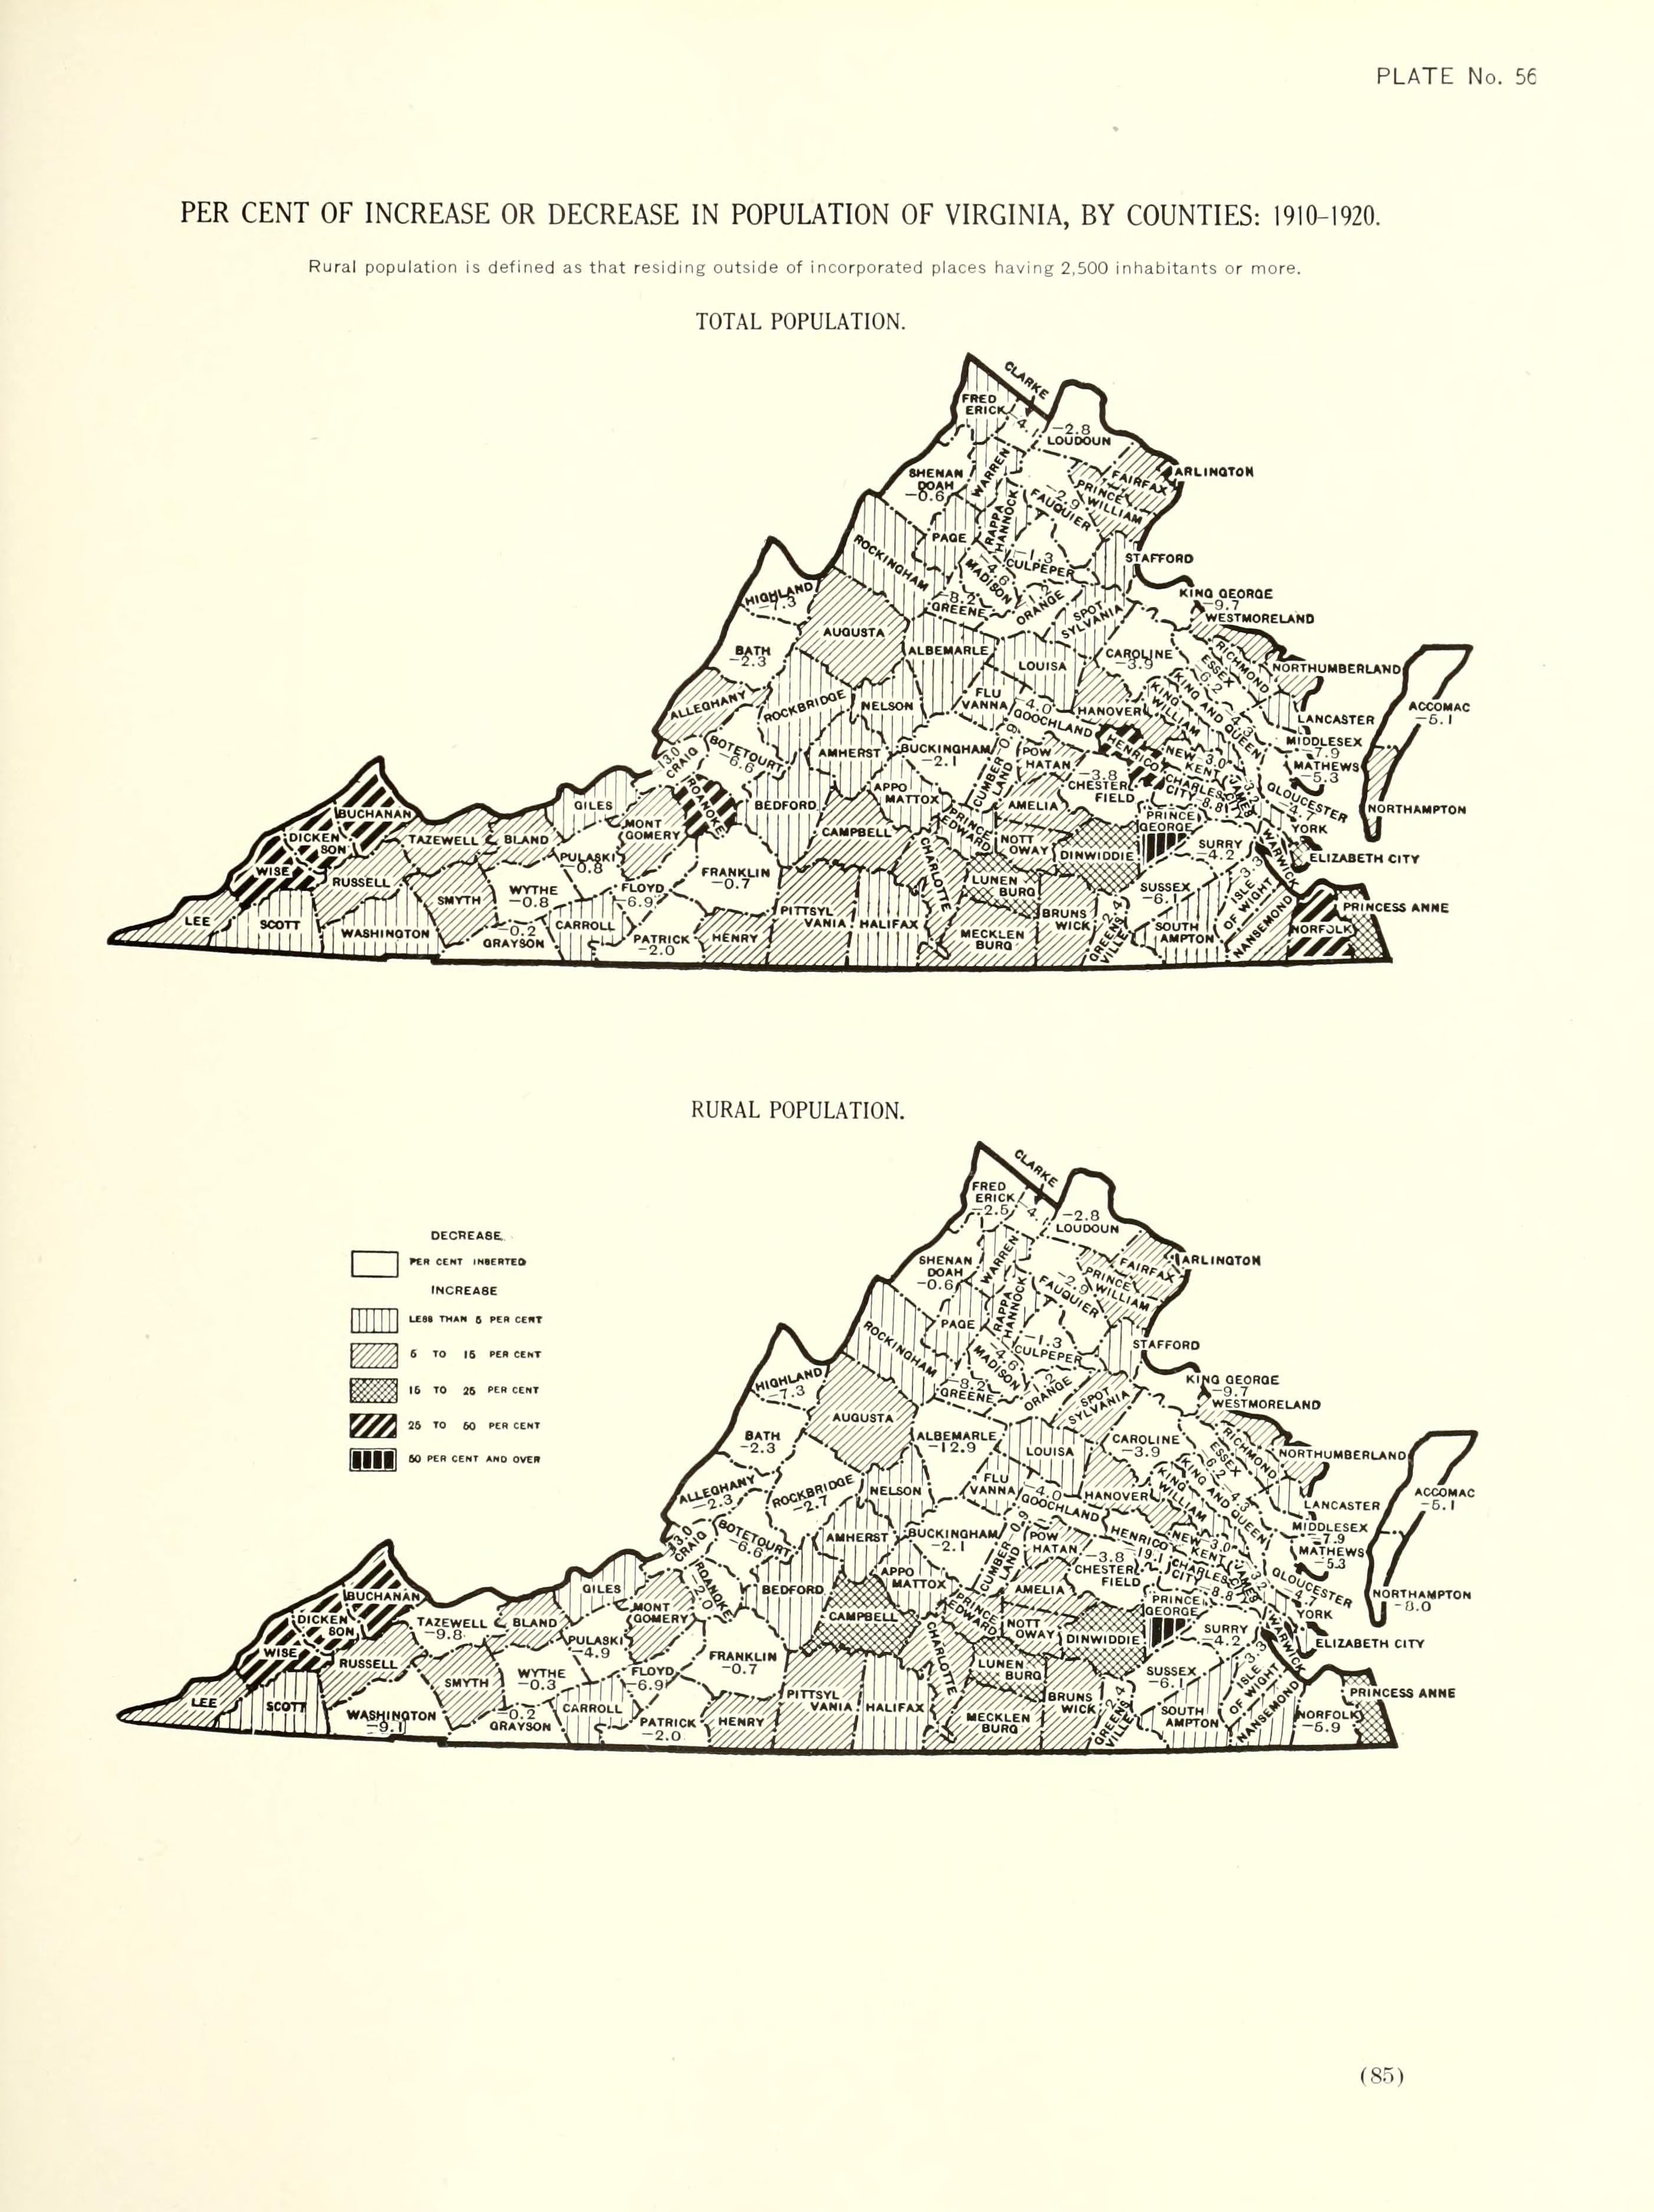 PLATE No. 56
PER CENT OF INCREASE OR DECREASE IN POPULATION OF VIRGINIA, BY COUNTIES: 1910–1920.
Rural population is defined as that residing outside of incorporated places having 2,500 inhabitants or more.
TOTAL POPULATION.
CLARKE
FRED
ERICK
−2.8
LOUDOUN
ARLINGTON
FAIRFAX
SHENAN
DOAH
−0.6
WARREN
PRINCE
WILLIAM
−2.9
FAUQUIER
RAPPA
HANNOCK
PAGE
ROCKINGHAM
−1.3
CULPEPER
−4.6
MADISON
STAFFORD
KING GEORGE
−9.7
WESTMORELAND
HIGHLAND
−7.3
−8.2
GREENE
−1.2
ORANGE
SPOT
SYLVANIA
AUGUSTA
BATH
−2.3
ALBEMARLE
LOUISA
CAROLINE
−3.9
ESSEX
−6.2
RICHMOND
NORTHUMBERLAND
ALLEGHANY
ROCKBRIDGE
NELSON
FLU
VANNA
−4.0
GOOCHLAND
HANOVER
KING
WILLIAM
KING AND QUEEN
−4.3
LANCASTER
ACCOMAC
−5.1
−13.0
CRAIG
BOTETOURT
−6.6
AMHERST
BUCKINGHAM
−2.1
CUMBER
LAND
POW
HATAN
HENRICO
NEW
KENT
−3.0
MIDDLESEX
−7.9
MATHEWS
−5.3
−3.8
CHESTER
FIELD
CHARLES
CITY
−8.8
JAMES
CITY
−3.2
GLOUCESTER
−4.7
NORTHAMPTON
BUCHANAN
GILES
ROANOKE
BEDFORD
APPO
MATTOX
AMELIA
PRINCE
GEORGE
YORK
DICKEN
SON
TAZEWELL
BLAND
MONT
GOMERY
CAMPBELL
PRINCE
EDWARD
NOTT
OWAY
DINWIDDIE
SURRY
−4.2
WARWICK
ELIZABETH CITY
WISE
RUSSELL
PULASKI
−0.8
FRANKLIN
−0.7
CHARLOTTE
LUNEN
BURG
SUSSEX
−6.1
−3.3
ISLE
OF WIGHT
SMYTH
WYTHE
−0.8
FLOYD
−6.9
NANSEMOND
PRINCESS ANNE
LEE
SCOTT
WASHINGTON
−0.2
GRAYSON
CARROLL
PATRICK
−2.0
HENRY
PITTSYL
VANIA
HALIFAX
MECKLEN
BURG
BRUNS
WICK
−2.4
GREENS
VILLE
SOUTH
AMPTON
NORFOLK
RURAL POPULATION.
CLARKE
FRED
ERICK
−2.5
−2.8
LOUDOUN
DECREASE
PER CENT INSERTED
INCREASE
LESS THAN 5 PER CENT
5 TO 15 PER CENT
15 TO 25 PER CENT
25 TO 50 PER CENT
50 PER CENT AND OVER
ARLINGTON
FAIRFAX
SHENAN
DOAH
−0.6
WARREN
PRINCE
WILLIAM
−2.9
FAUQUIER
RAPPA
HANNOCK
PAGE
ROCKINGHAM
−1.3
CULPEPER
−4.6
MADISON
STAFFORD
KING GEORGE
−9.7
WESTMORELAND
HIGHLAND
−7.3
−8.2
GREENE
ORANGE
SPOT
SYLVANIA
AUGUSTA
BATH
−2.3
ALBEMARLE
−12.9
LOUISA
CAROLINE
−3.9
ESSEX
−6.2
RICHMOND
NORTHUMBERLAND
ALLEGHANY
−2.3
ROCKBRIDGE
−2.7
NELSON
FLU
VANNA
−4.0
GOOCHLAND
HANOVER
KING
WILLIAM
KING AND QUEEN
−4.3
LANCASTER
ACCOMAC
−5.1
−13.0
CRAIG
BOTETOURT
−6.6
AMHERST
BUCKINGHAM
−2.1
CUMBER
LAND
POW
HATAN
HENRICO
−19.1
NEW
KENT
−3.0
MIDDLESEX
−7.9
MATHEWS
−5.3
−3.8
CHESTER
FIELD
CHARLES
CITY
−8.8
JAMES
CITY
−3.2
GLOUCESTER
−4.7
NORTHAMPTON
−8.0
BUCHANAN
GILES
ROANOKE
−2.0
BEDFORD
APPO
MATTOX
AMELIA
PRINCE
GEORGE
YORK
DICKEN
SON
TAZEWELL
−9.8
BLAND
MONT
GOMERY
CAMPBELL
PRINCE
EDWARD
NOTT
OWAY
DINWIDDIE
SURRY
−4.2
WARWICK
ELIZABETH CITY
WISE
RUSSELL
PULASKI
−4.9
FRANKLIN
−0.7
CHARLOTTE
LUNEN
BURG
SUSSEX
−6.1
−3.3
ISLE
OF WIGHT
SMYTH
WYTHE
−0.3
FLOYD
−6.9
NANSEMOND
PRINCESS ANNE
LEE
SCOTT
WASHINGTON
−9.1
−0.2
GRAYSON
CARROLL
PATRICK
−2.0
HENRY
PITTSYL
VANIA
HALIFAX
MECKLEN
BURG
BRUNS
WICK
−2.4
GREENS
VILLE
SOUTH
AMPTON
NORFOLK
−5.9
(85)